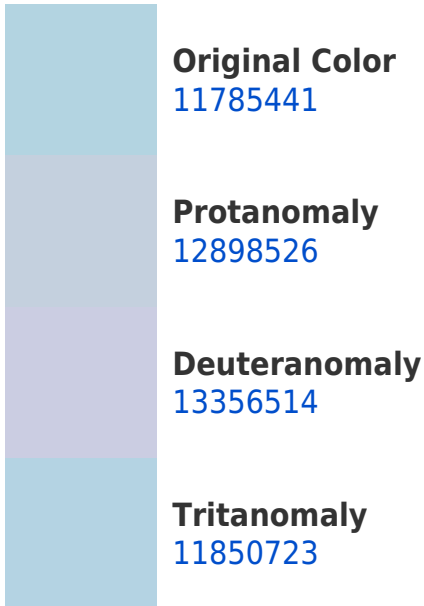 Original Color
11785441
Protanomaly
12898526
Deuteranomaly
13356514
Tritanomaly
11850723